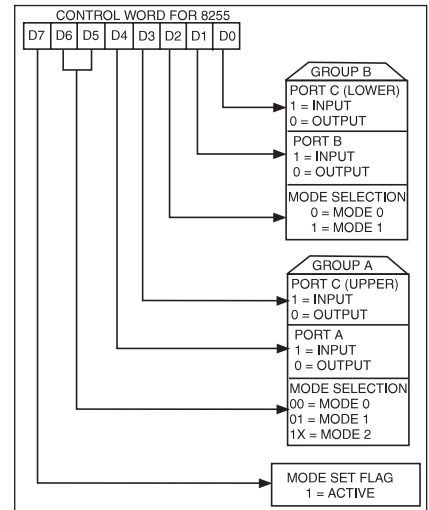 CONTROL WORD FOR 8255
D7 D6 D5 D4 D3 D2 D1 D0
GROUP B
PORT C (LOWER)
1 = INPUT
0 = OUTPUT
PORT B
1 = INPUT
0 = OUTPUT
MODE SELECTION
0 = MODE 0
1 = MODE 1
GROUP A
PORT C (UPPER)
1 = INPUT
0 = OUTPUT
PORT A
1 = INPUT
0 = OUTPUT
MODE SELECTION
00 = MODE 0
01 = MODE 1
1X = MODE 2
MODE SET FLAG
1 = ACTIVE